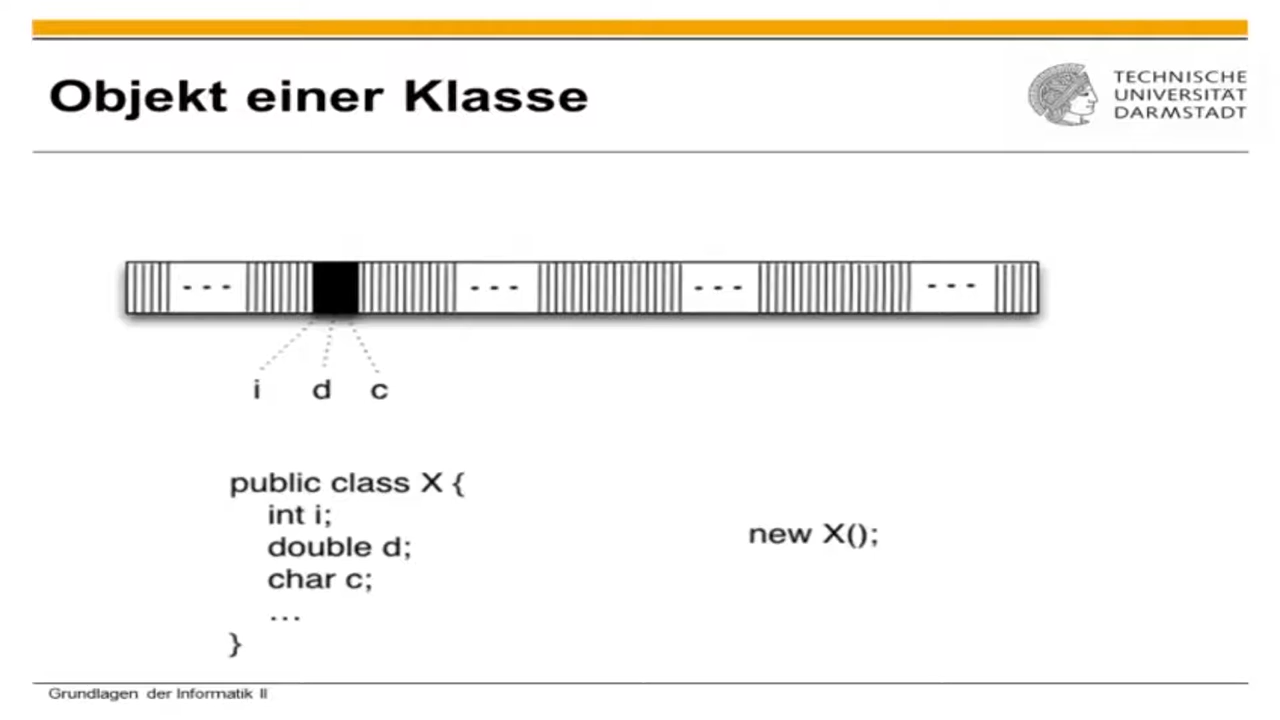 Objekt einer Klasse
TECHNISCHE
UNIVERSITÄT
DARMSTADT
- - -
- - -
- - -
- - -
i d c
public class X {
int i;
double d;
char c;
...
}
new X();
Grundlagen der Informatik II